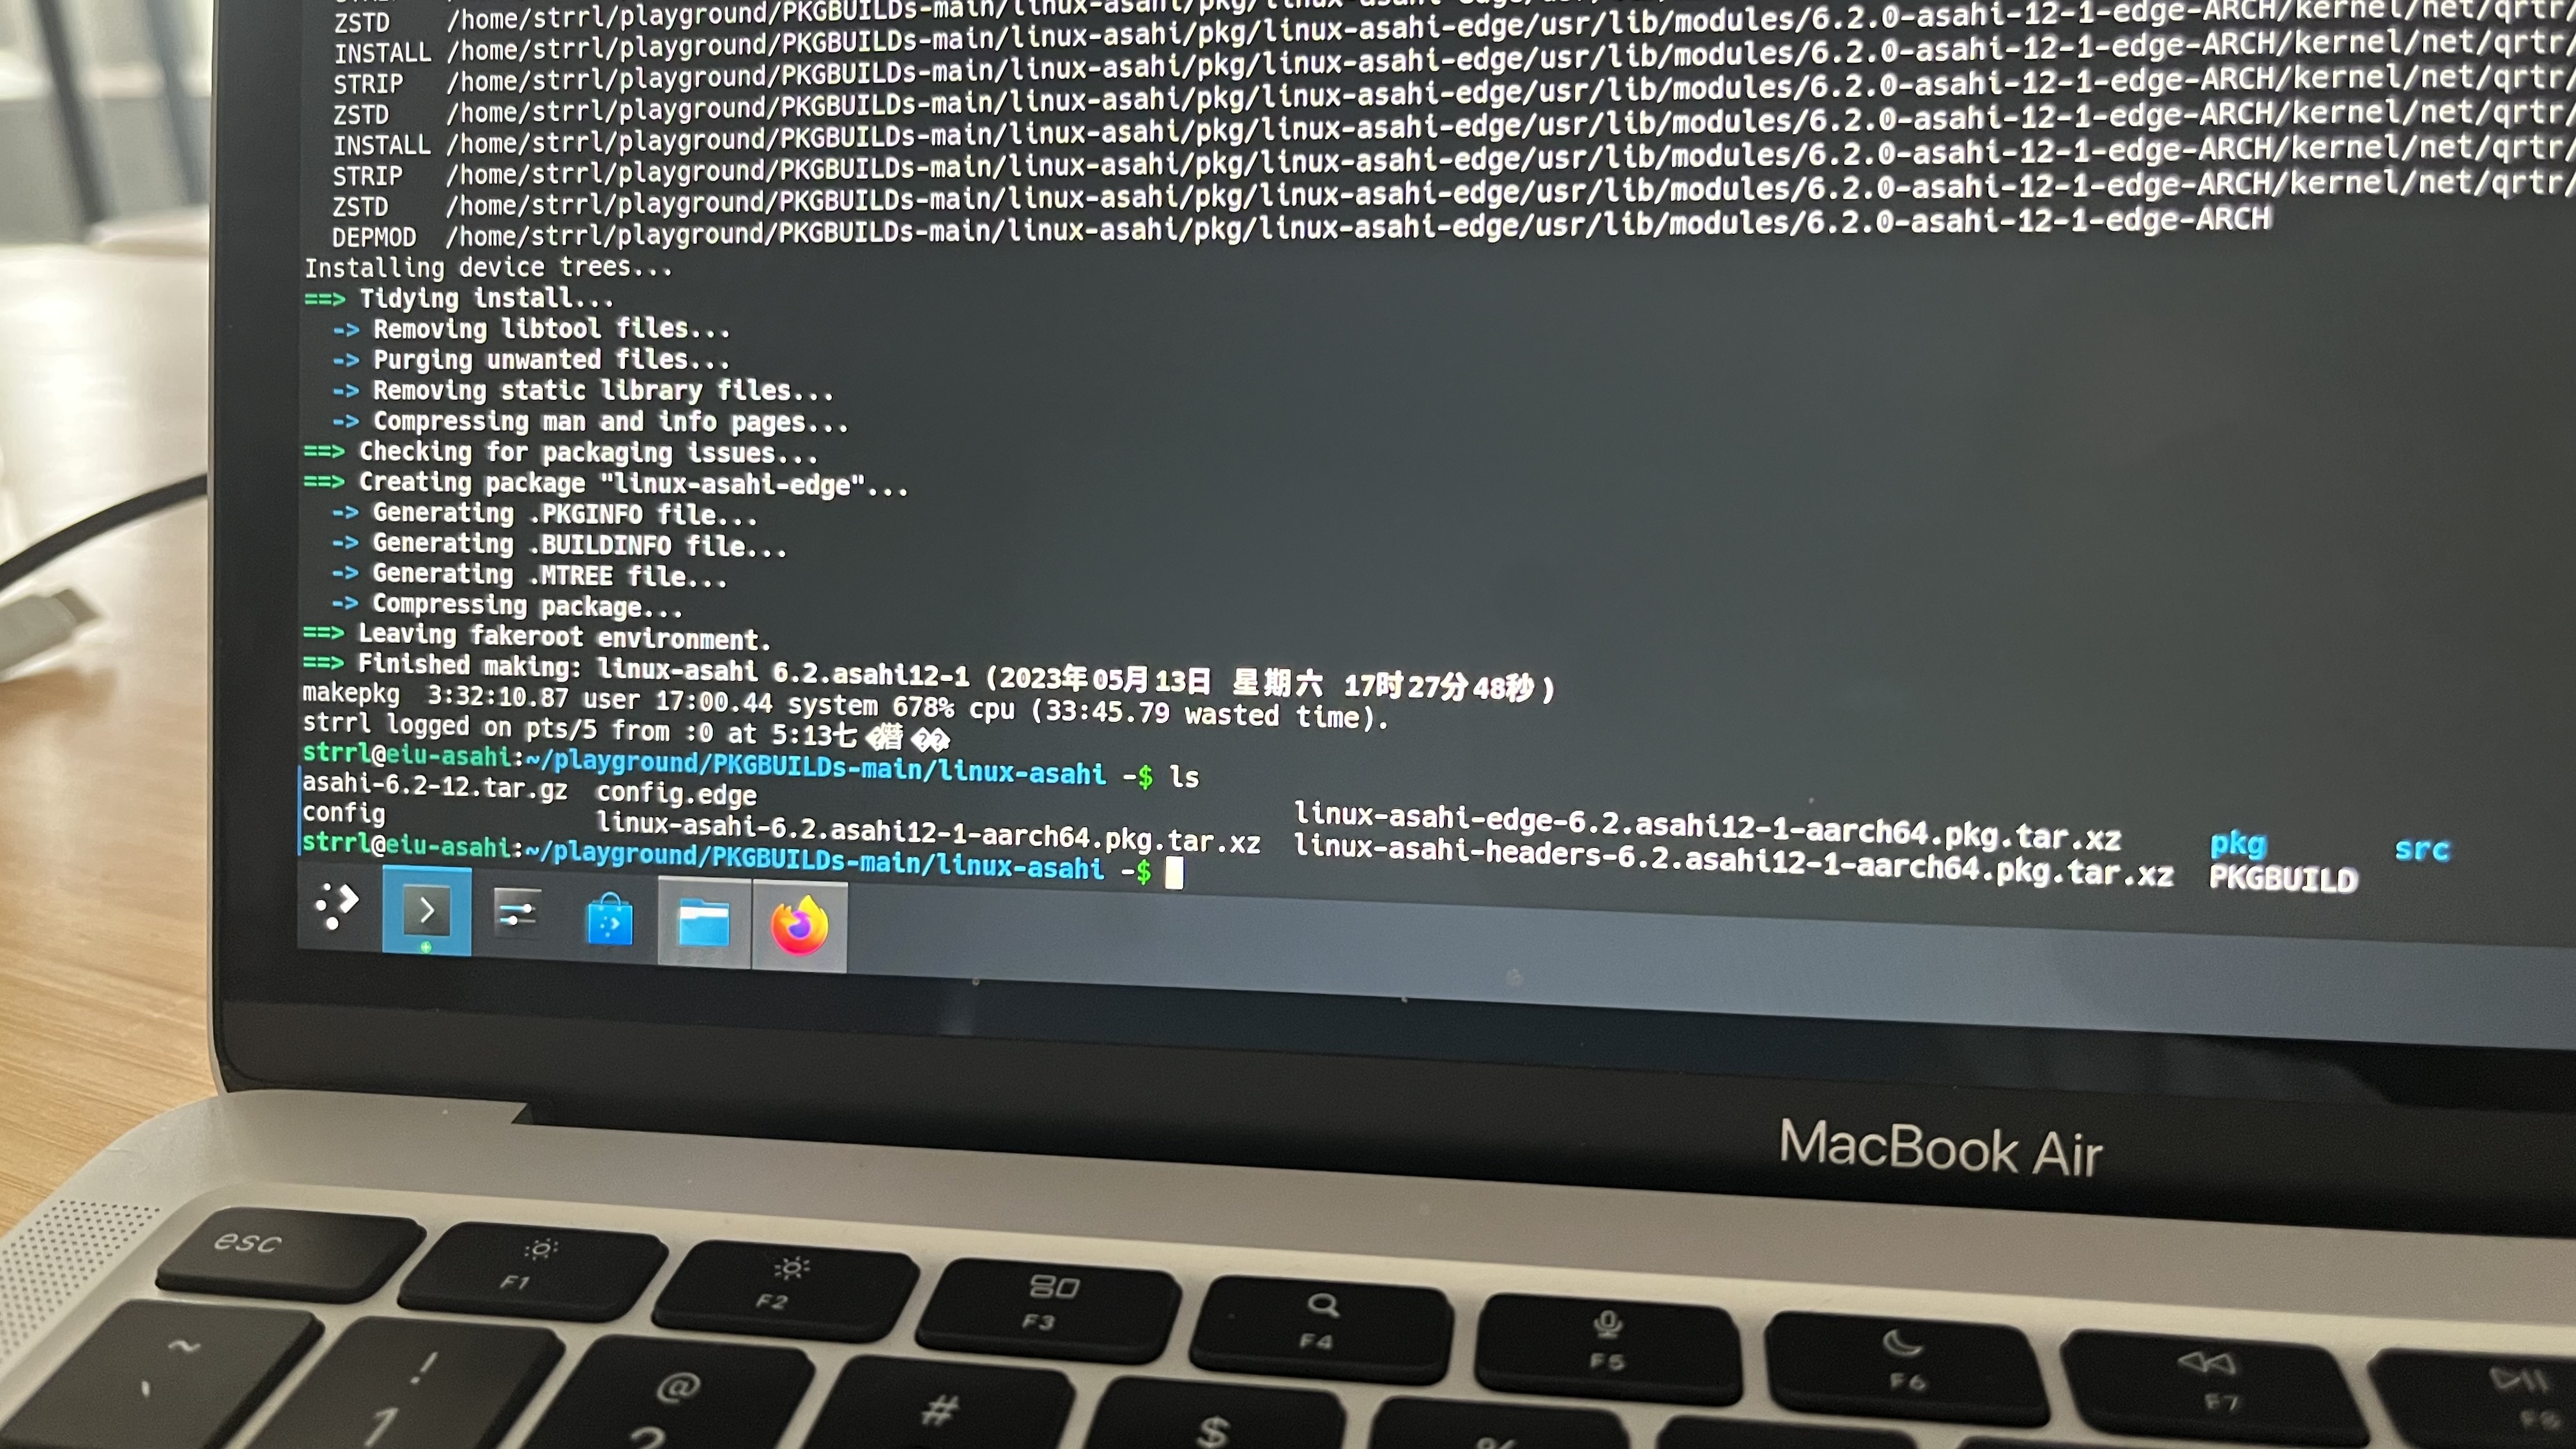 ZSTD /home/strrl/playground/PKGBUILDs-main/linux-asahi/pkg/linux-asahi-edge/usr/lib/modules/6.2.0-asahi-12-1-edge-ARCH/kernel/net/qrtr/
INSTALL /home/strrl/playground/PKGBUILDs-main/linux-asahi/pkg/linux-asahi-edge/usr/lib/modules/6.2.0-asahi-12-1-edge-ARCH/kernel/net/qrtr/
STRIP /home/strrl/playground/PKGBUILDs-main/linux-asahi/pkg/linux-asahi-edge/usr/lib/modules/6.2.0-asahi-12-1-edge-ARCH/kernel/net/qrtr/
ZSTD /home/strrl/playground/PKGBUILDs-main/linux-asahi/pkg/linux-asahi-edge/usr/lib/modules/6.2.0-asahi-12-1-edge-ARCH/kernel/net/qrtr/
INSTALL /home/strrl/playground/PKGBUILDs-main/linux-asahi/pkg/linux-asahi-edge/usr/lib/modules/6.2.0-asahi-12-1-edge-ARCH/kernel/net/qrtr/
STRIP /home/strrl/playground/PKGBUILDs-main/linux-asahi/pkg/linux-asahi-edge/usr/lib/modules/6.2.0-asahi-12-1-edge-ARCH/kernel/net/qrtr/
ZSTD /home/strrl/playground/PKGBUILDs-main/linux-asahi/pkg/linux-asahi-edge/usr/lib/modules/6.2.0-asahi-12-1-edge-ARCH/kernel/net/qrtr/
DEPMOD /home/strrl/playground/PKGBUILDs-main/linux-asahi/pkg/linux-asahi-edge/usr/lib/modules/6.2.0-asahi-12-1-edge-ARCH
Installing device trees...
==> Tidying install...
-> Removing libtool files...
-> Purging unwanted files...
-> Removing static library files...
-> Compressing man and info pages...
==> Checking for packaging issues...
==> Creating package "linux-asahi-edge"...
-> Generating .PKGINFO file...
-> Generating .BUILDINFO file...
-> Generating .MTREE file...
-> Compressing package...
==> Leaving fakeroot environment.
==> Finished making: linux-asahi 6.2.asahi12-1 (2023年05月13日 星期六 17时27分48秒)
makepkg 3:32:10.87 user 17:00.44 system 678% cpu (33:45.79 wasted time).
strrl logged on pts/5 from :0 at 5:13七
strrl@eiu-asahi:~/playground/PKGBUILDs-main/linux-asahi -$ ls
asahi-6.2-12.tar.gz config.edge linux-asahi-edge-6.2.asahi12-1-aarch64.pkg.tar.xz pkg src
config linux-asahi-6.2.asahi12-1-aarch64.pkg.tar.xz linux-asahi-headers-6.2.asahi12-1-aarch64.pkg.tar.xz PKGBUILD
strrl@eiu-asahi:~/playground/PKGBUILDs-main/linux-asahi -$
MacBook Air
esc F1 F2 F3 F4 F5 F6 F7 F8
~ ! @ # $ %
` 1 2